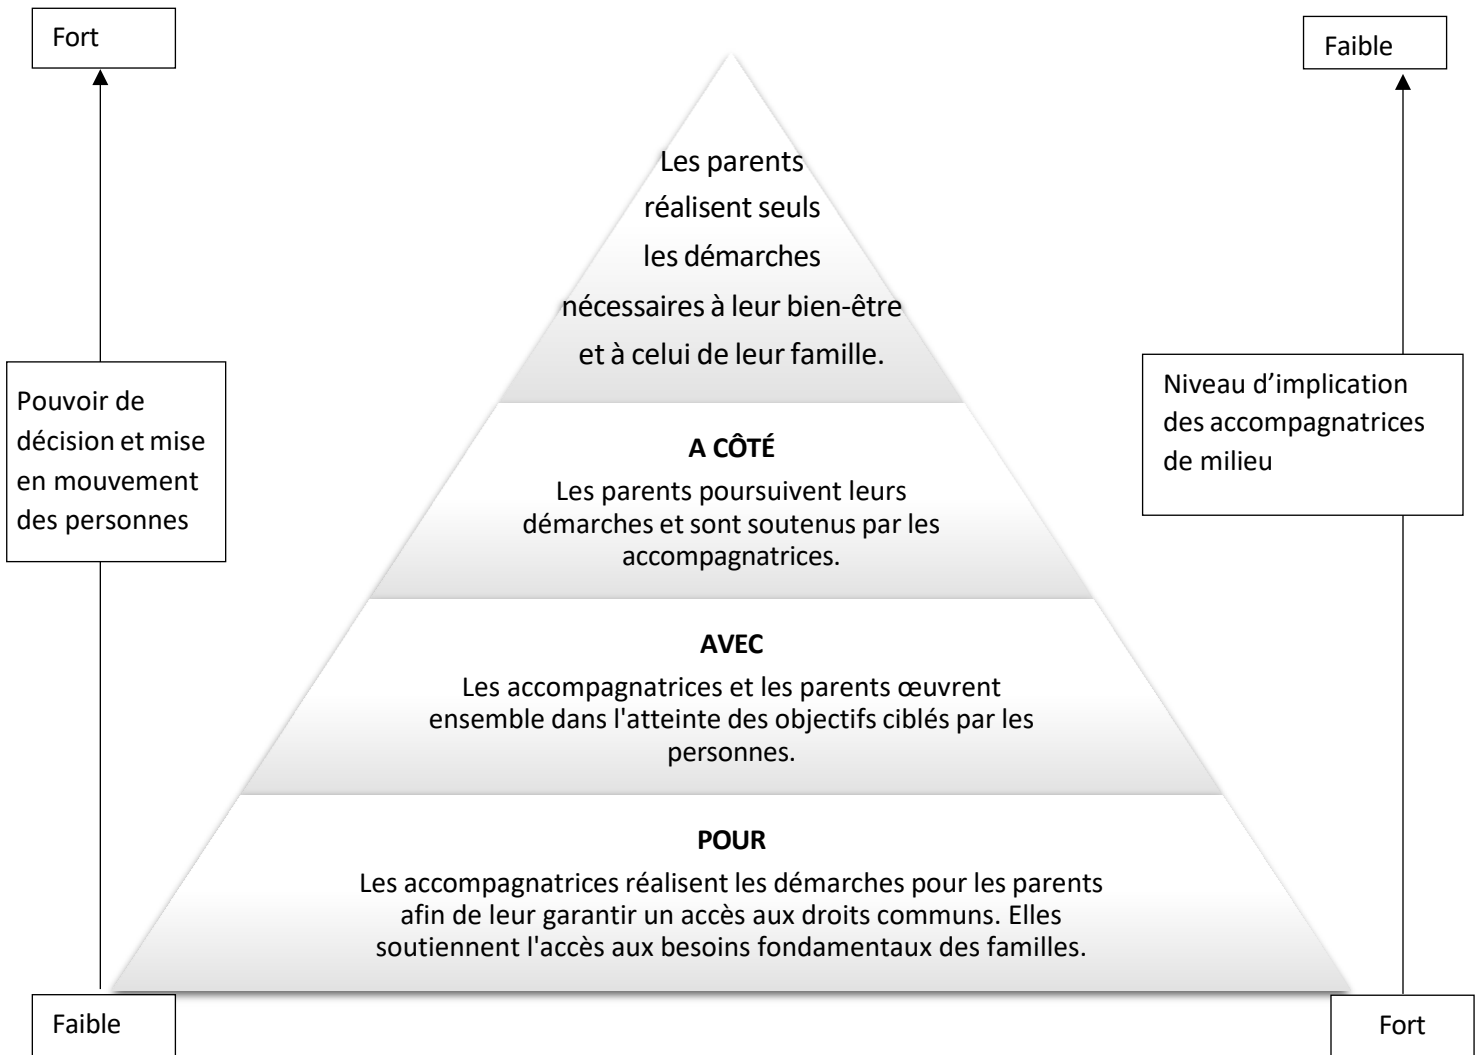 Fort
Faible
Les parents
réalisent seuls
les démarches
nécessaires à leur bien-être
et à celui de leur famille.
Pouvoir de
décision et mise
en mouvement
des personnes
Niveau d’implication
des accompagnatrices
de milieu
A CÔTÉ
Les parents poursuivent leurs
démarches et sont soutenus par les
accompagnatrices.
AVEC
Les accompagnatrices et les parents œuvrent
ensemble dans l'atteinte des objectifs ciblés par les
personnes.
POUR
Les accompagnatrices réalisent les démarches pour les parents
afin de leur garantir un accès aux droits communs. Elles
soutiennent l'accès aux besoins fondamentaux des familles.
Faible
Fort